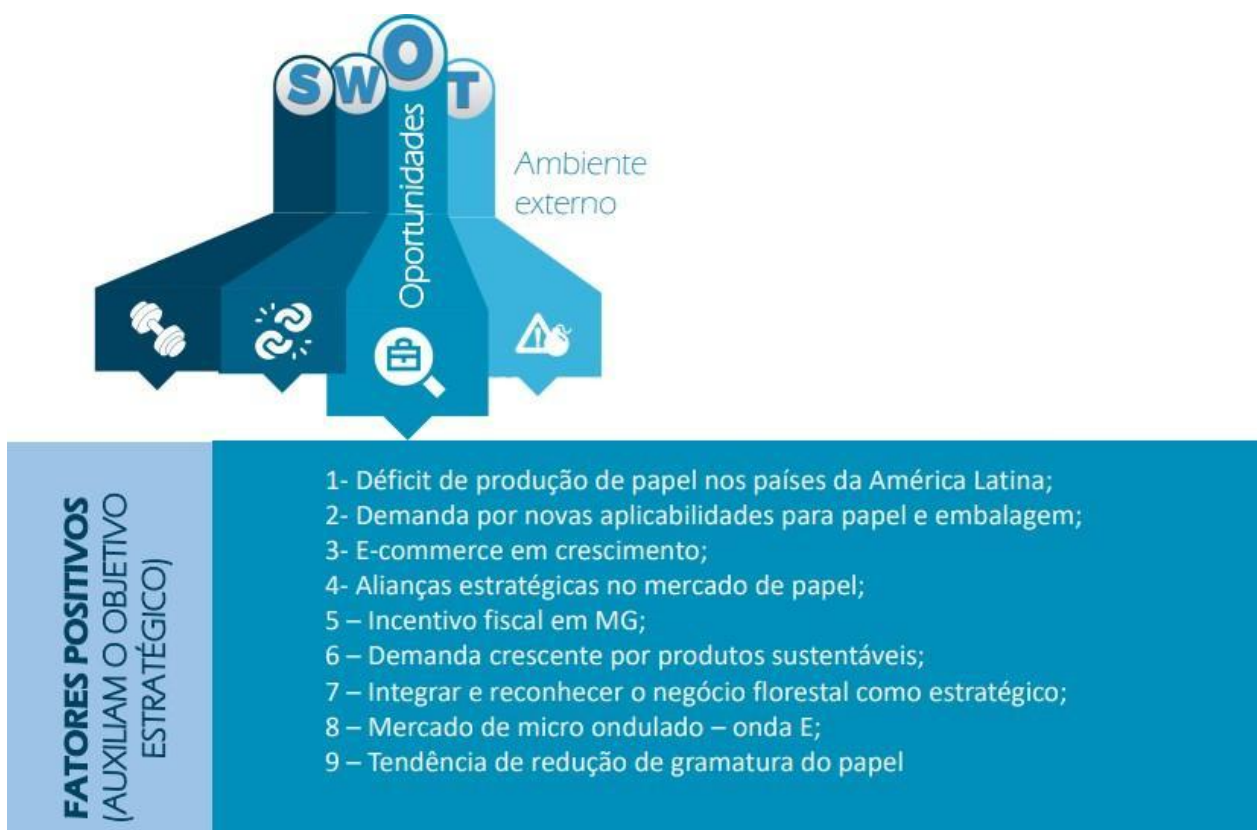 S W O T
Oportunidades
Ambiente
externo
FATORES POSITIVOS
(AUXILIAM O OBJETIVO
ESTRATÉGICO)
1- Déficit de produção de papel nos países da América Latina;
2- Demanda por novas aplicabilidades para papel e embalagem;
3- E-commerce em crescimento;
4- Alianças estratégicas no mercado de papel;
5 – Incentivo fiscal em MG;
6 – Demanda crescente por produtos sustentáveis;
7 – Integrar e reconhecer o negócio florestal como estratégico;
8 – Mercado de micro ondulado – onda E;
9 – Tendência de redução de gramatura do papel